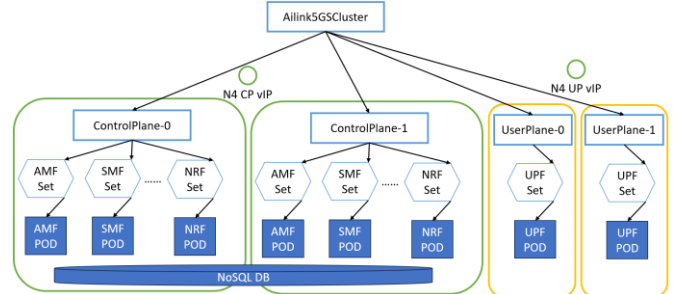 Ailink5GSCluster
N4 CP vIP
N4 UP vIP
ControlPlane-0
ControlPlane-1
UserPlane-0
UserPlane-1
AMF
Set
SMF
Set
......
NRF
Set
AMF
Set
SMF
Set
......
NRF
Set
UPF
Set
UPF
Set
AMF
POD
SMF
POD
NRF
POD
AMF
POD
SMF
POD
NRF
POD
UPF
POD
UPF
POD
NoSQL DB